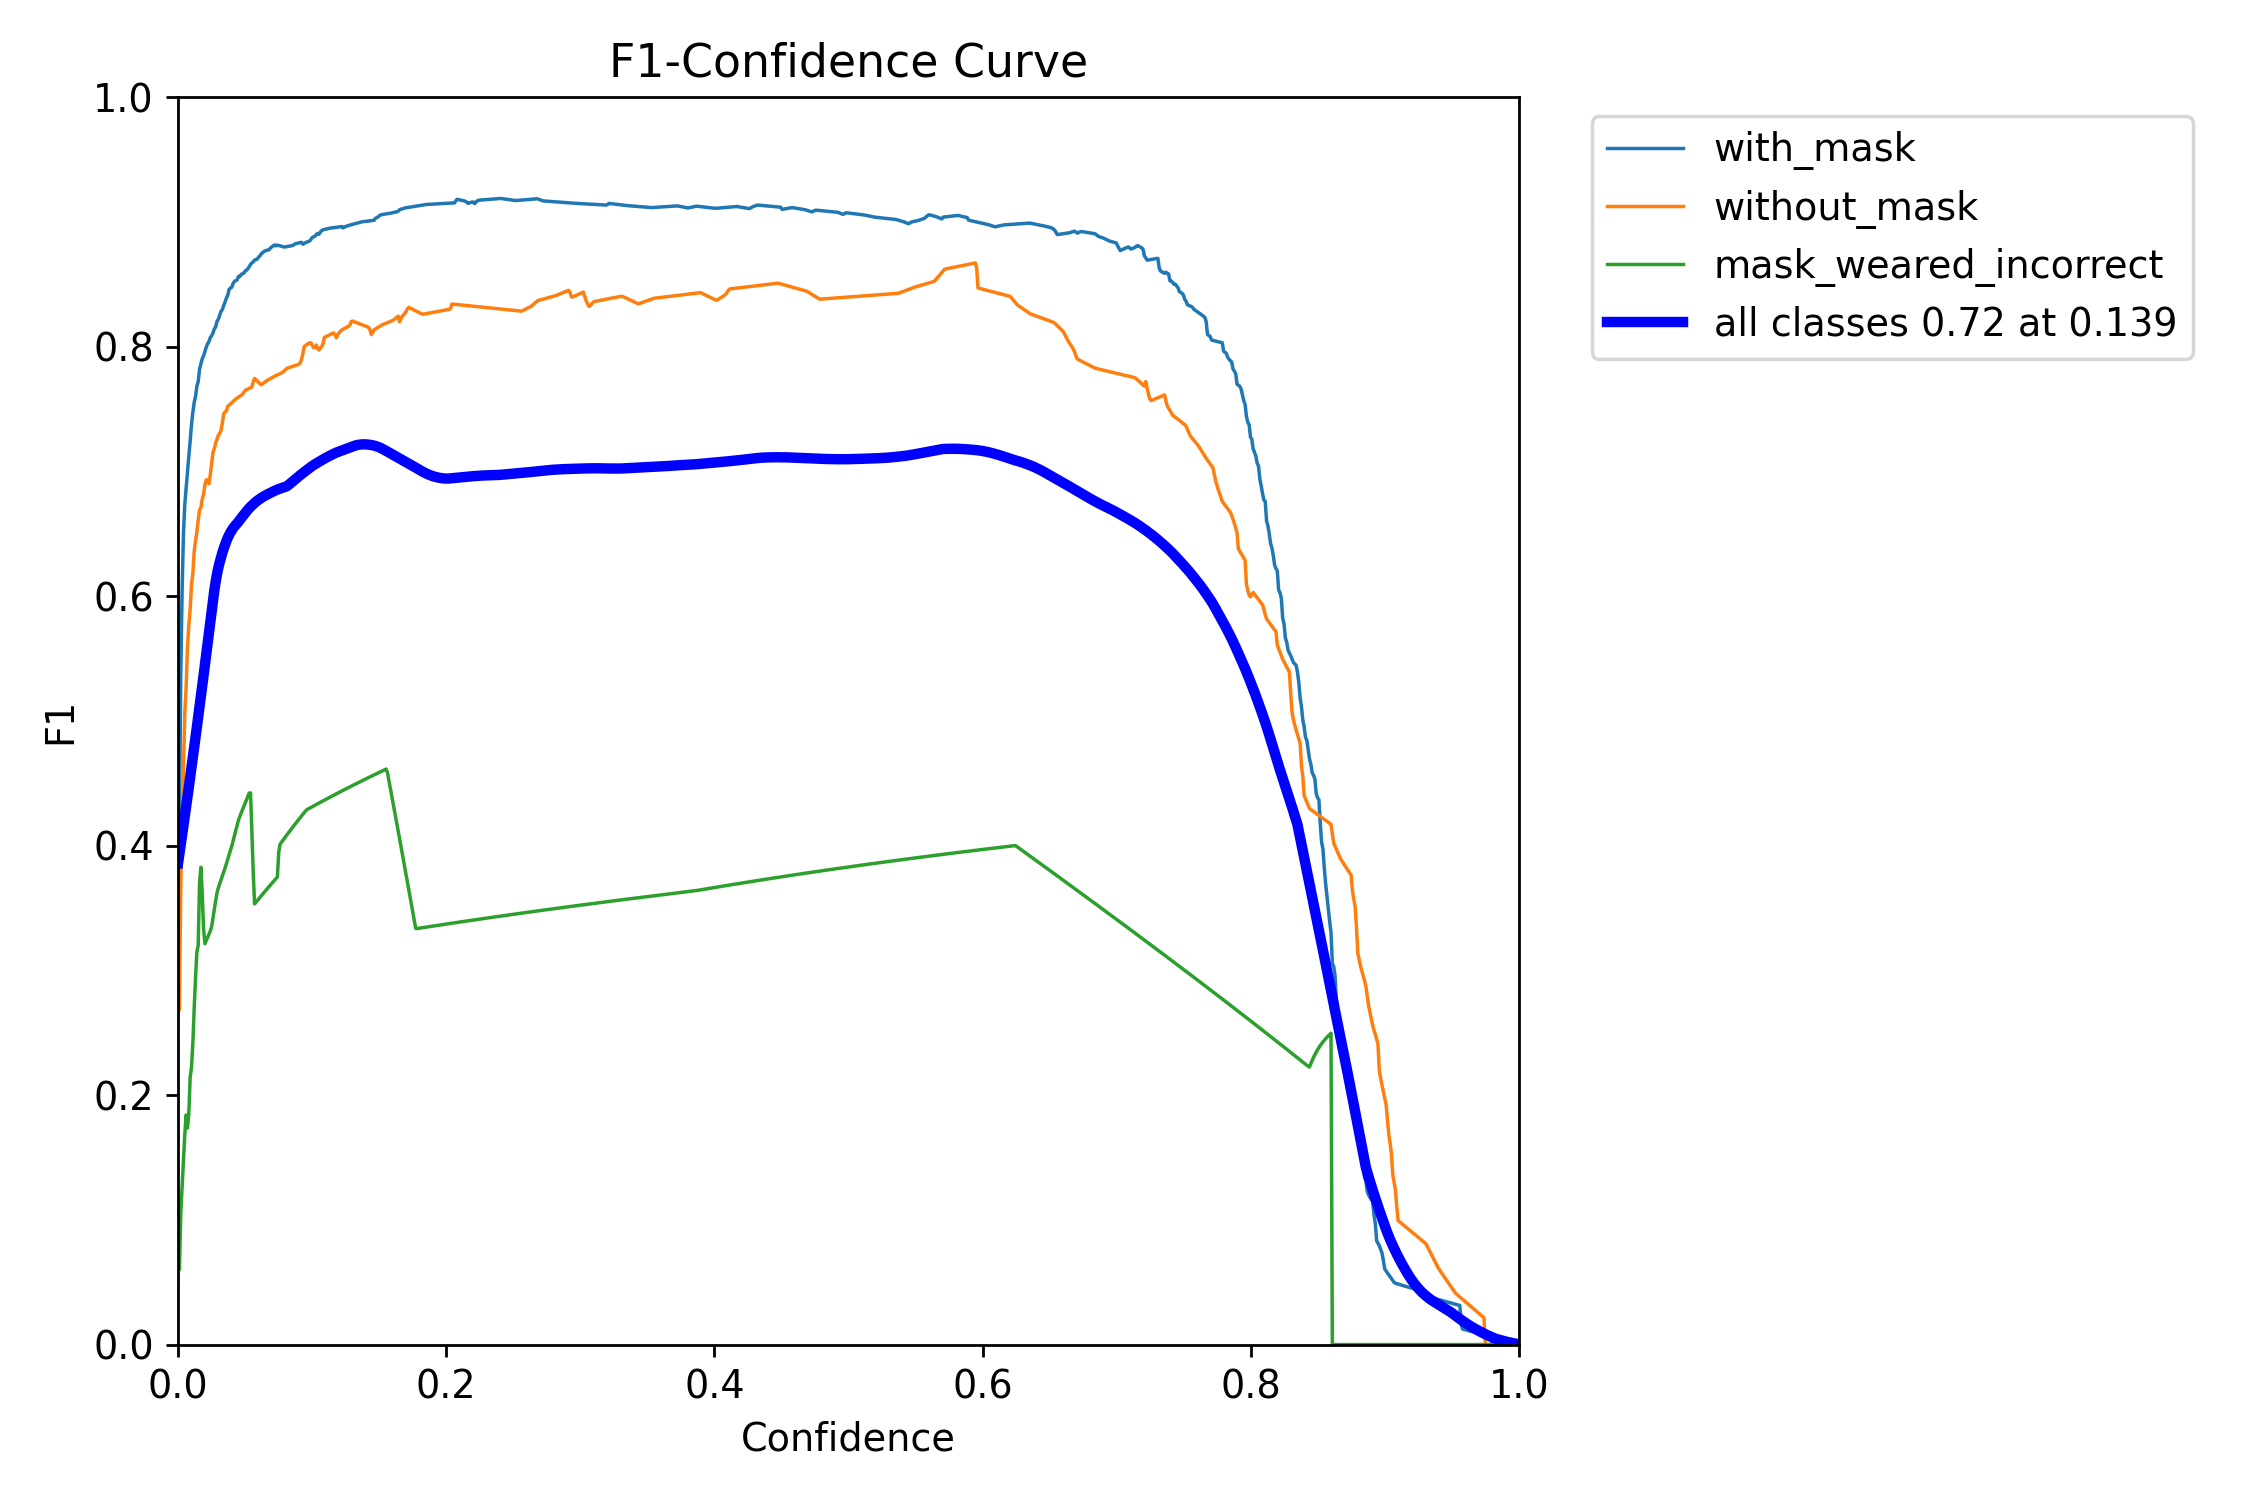 F1-Confidence Curve
1.0
0.8
0.6
0.4
0.2
0.0
F1
0.0 0.2 0.4 0.6 0.8 1.0
Confidence
with_mask
without_mask
mask_weared_incorrect
all classes 0.72 at 0.139